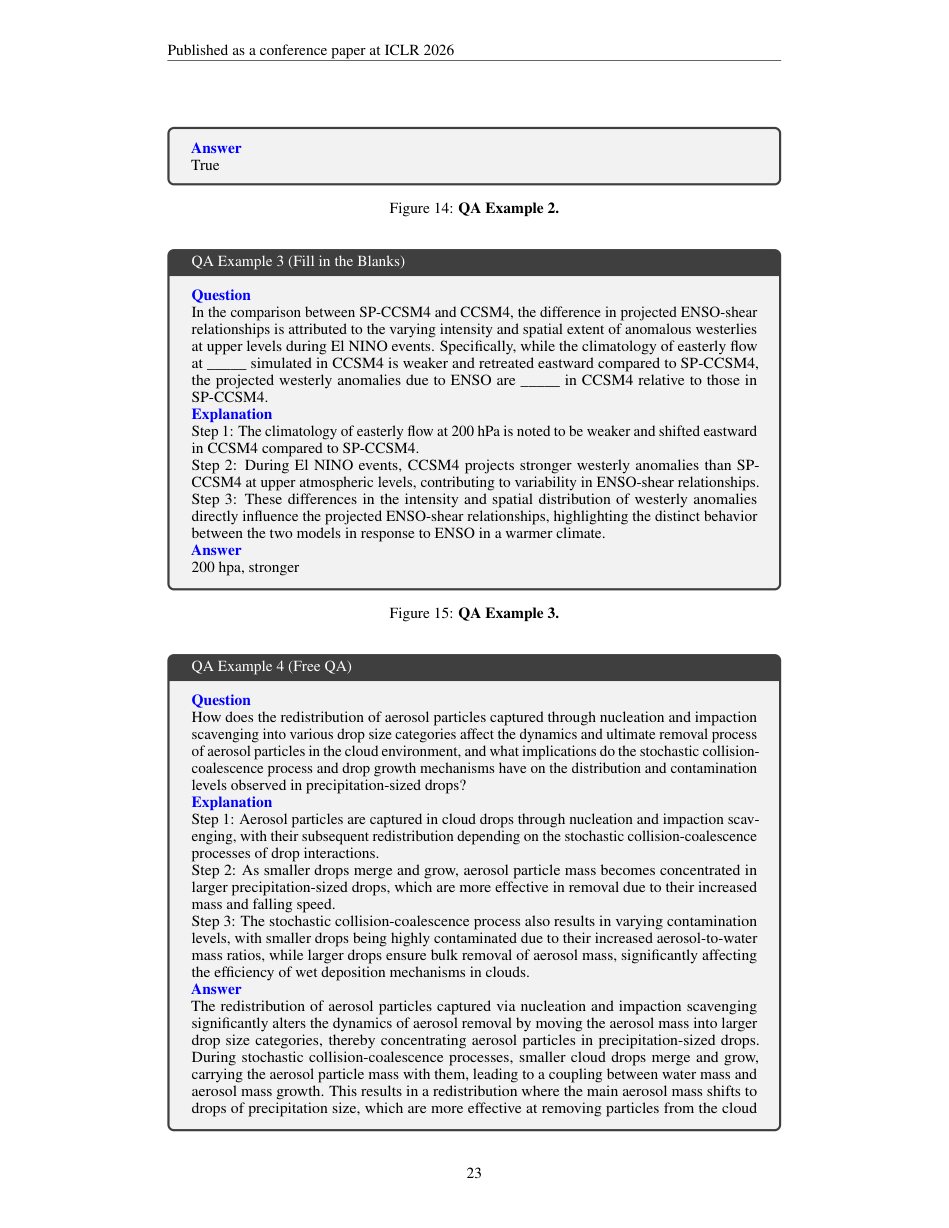 Published as a conference paper at ICLR 2026
Answer
True
Figure 14: QA Example 2.
QA Example 3 (Fill in the Blanks)
Question
In the comparison between SP-CCSM4 and CCSM4, the difference in projected ENSO-shear
relationships is attributed to the varying intensity and spatial extent of anomalous westerlies
at upper levels during El NINO events. Specifically, while the climatology of easterly flow
at _____ simulated in CCSM4 is weaker and retreated eastward compared to SP-CCSM4,
the projected westerly anomalies due to ENSO are _____ in CCSM4 relative to those in
SP-CCSM4.
Explanation
Step 1: The climatology of easterly flow at 200 hPa is noted to be weaker and shifted eastward
in CCSM4 compared to SP-CCSM4.
Step 2: During El NINO events, CCSM4 projects stronger westerly anomalies than SP-
CCSM4 at upper atmospheric levels, contributing to variability in ENSO-shear relationships.
Step 3: These differences in the intensity and spatial distribution of westerly anomalies
directly influence the projected ENSO-shear relationships, highlighting the distinct behavior
between the two models in response to ENSO in a warmer climate.
Answer
200 hpa, stronger
Figure 15: QA Example 3.
QA Example 4 (Free QA)
Question
How does the redistribution of aerosol particles captured through nucleation and impaction
scavenging into various drop size categories affect the dynamics and ultimate removal process
of aerosol particles in the cloud environment, and what implications do the stochastic collision-
coalescence process and drop growth mechanisms have on the distribution and contamination
levels observed in precipitation-sized drops?
Explanation
Step 1: Aerosol particles are captured in cloud drops through nucleation and impaction scav-
enging, with their subsequent redistribution depending on the stochastic collision-coalescence
processes of drop interactions.
Step 2: As smaller drops merge and grow, aerosol particle mass becomes concentrated in
larger precipitation-sized drops, which are more effective in removal due to their increased
mass and falling speed.
Step 3: The stochastic collision-coalescence process also results in varying contamination
levels, with smaller drops being highly contaminated due to their increased aerosol-to-water
mass ratios, while larger drops ensure bulk removal of aerosol mass, significantly affecting
the efficiency of wet deposition mechanisms in clouds.
Answer
The redistribution of aerosol particles captured via nucleation and impaction scavenging
significantly alters the dynamics of aerosol removal by moving the aerosol mass into larger
drop size categories, thereby concentrating aerosol particles in precipitation-sized drops.
During stochastic collision-coalescence processes, smaller cloud drops merge and grow,
carrying the aerosol particle mass with them, leading to a coupling between water mass and
aerosol mass growth. This results in a redistribution where the main aerosol mass shifts to
drops of precipitation size, which are more effective at removing particles from the cloud
23